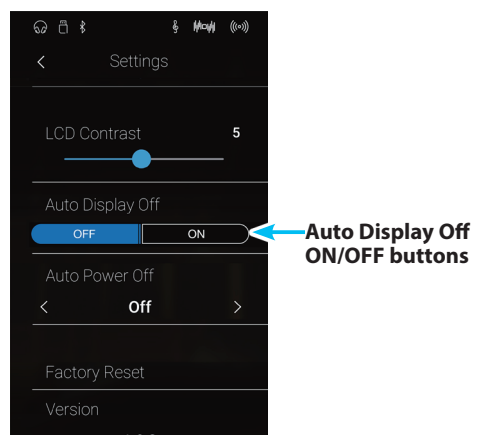 Settings
LCD Contrast 5
Auto Display Off
OFF ON
Auto Display Off
ON/OFF buttons
Auto Power Off
Off
Factory Reset
Version